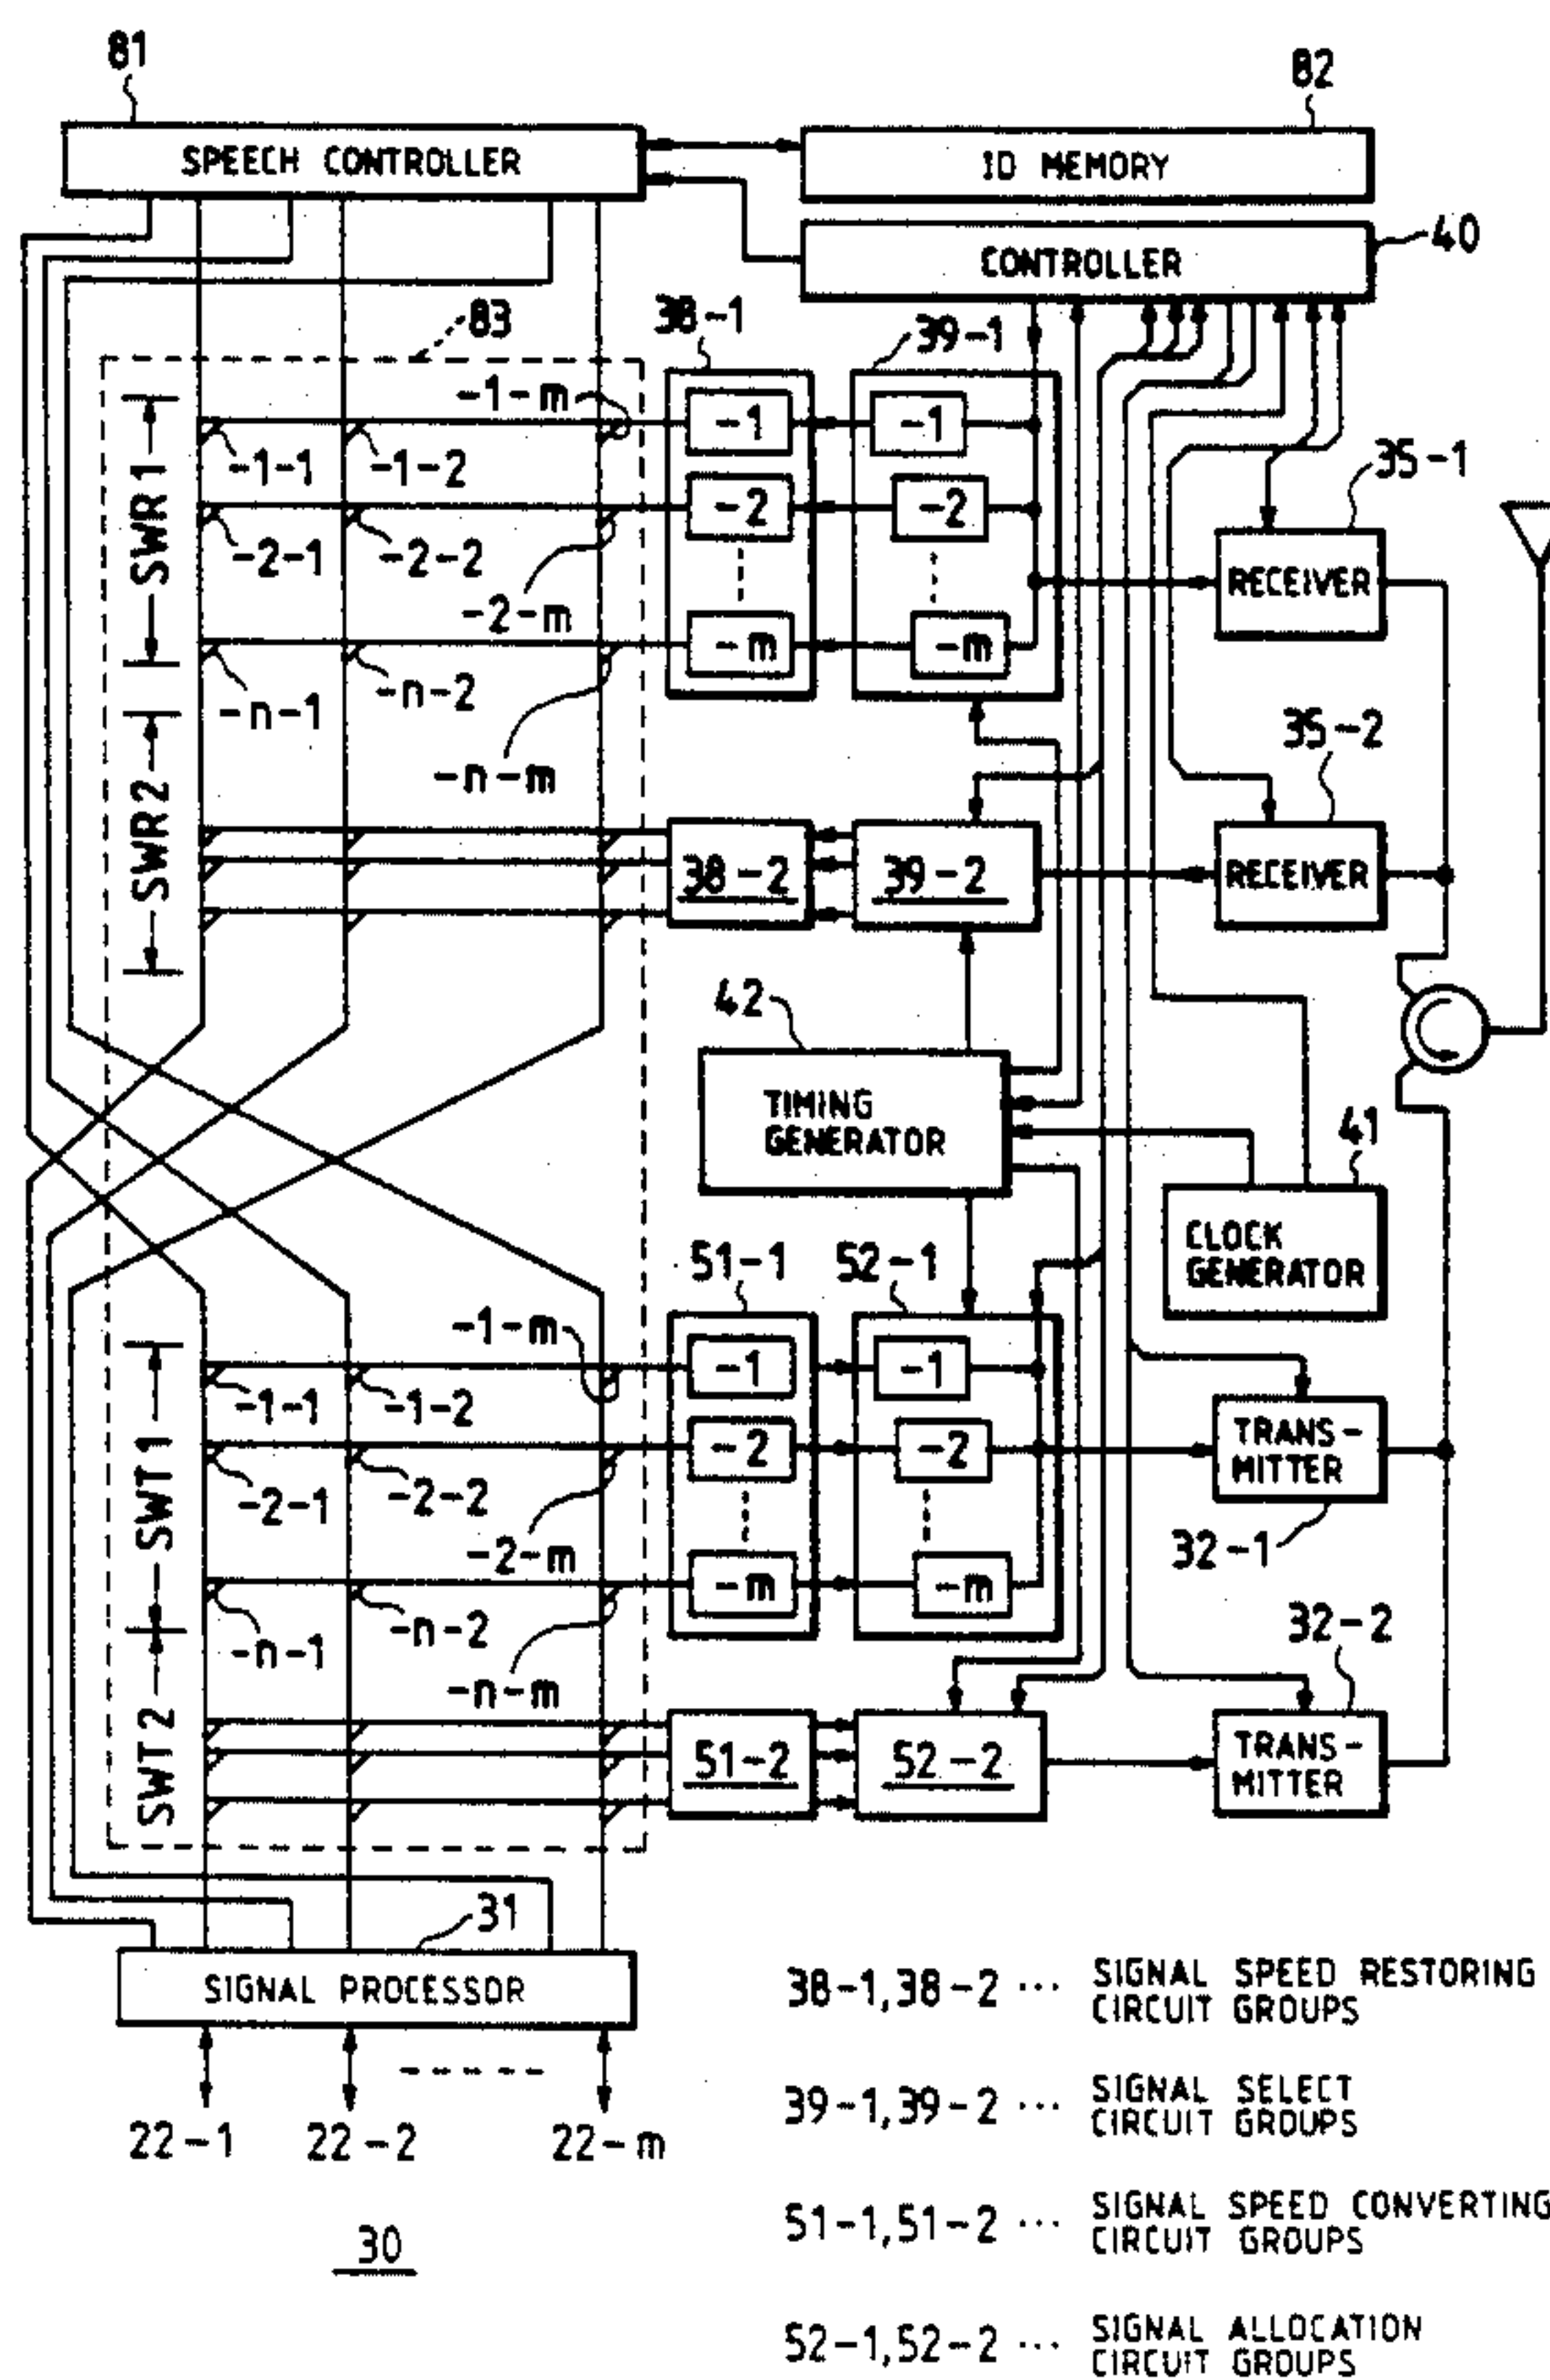 81
82
SPEECH CONTROLLER
ID MEMORY
40
CONTROLLER
83
38-1
39-1
-1-m
-1
-1
35-1
SWR1
-1-1
-1-2
-2
-2
-2-1
-2-2
RECEIVER
-2-m
-m
-m
-n-1
-n-2
35-2
-n-m
SWR2
38-2
39-2
RECEIVER
42
TIMING
GENERATOR
41
CLOCK
GENERATOR
51-1
52-1
-1-m
-1
-1
SWT1
-1-1
-1-2
-2
-2
TRANS-
MITTER
-2-1
-2-2
32-1
-2-m
-m
-m
-n-1
-n-2
32-2
-n-m
SWT2
51-2
52-2
TRANS-
MITTER
31
SIGNAL PROCESSOR
22-1
22-2
22-m
30
38-1,38-2 ... SIGNAL SPEED RESTORING
CIRCUIT GROUPS
39-1,39-2 ... SIGNAL SELECT
CIRCUIT GROUPS
51-1,51-2 ... SIGNAL SPEED CONVERTING
CIRCUIT GROUPS
52-1,52-2 ... SIGNAL ALLOCATION
CIRCUIT GROUPS